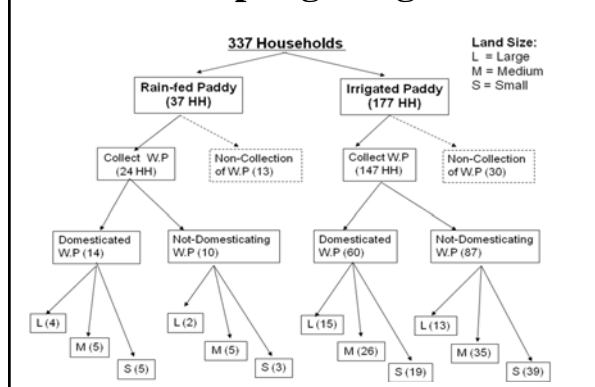 337 Households
Land Size:
L = Large
M = Medium
S = Small
Rain-fed Paddy
(37 HH)
Irrigated Paddy
(177 HH)
Collect W.P
(24 HH)
Non-Collection
of W.P (13)
Collect W.P
(147 HH)
Non-Collection
of W.P (30)
Domesticated
W.P (14)
Not-Domesticating
W.P (10)
Domesticated
W.P (60)
Not-Domesticating
W.P (87)
L (4)
M (5)
S (5)
L (2)
M (5)
S (3)
L (15)
M (26)
S (19)
L (13)
M (35)
S (39)